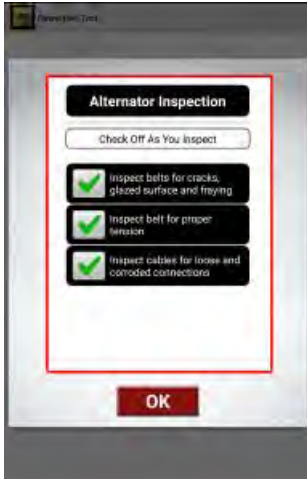 Alternator Inspection
Check Off As You Inspect
Inspect belts for cracks,
glazed surface and fraying
Inspect belt for proper
tension
Inspect cables for loose and
corroded connections
OK